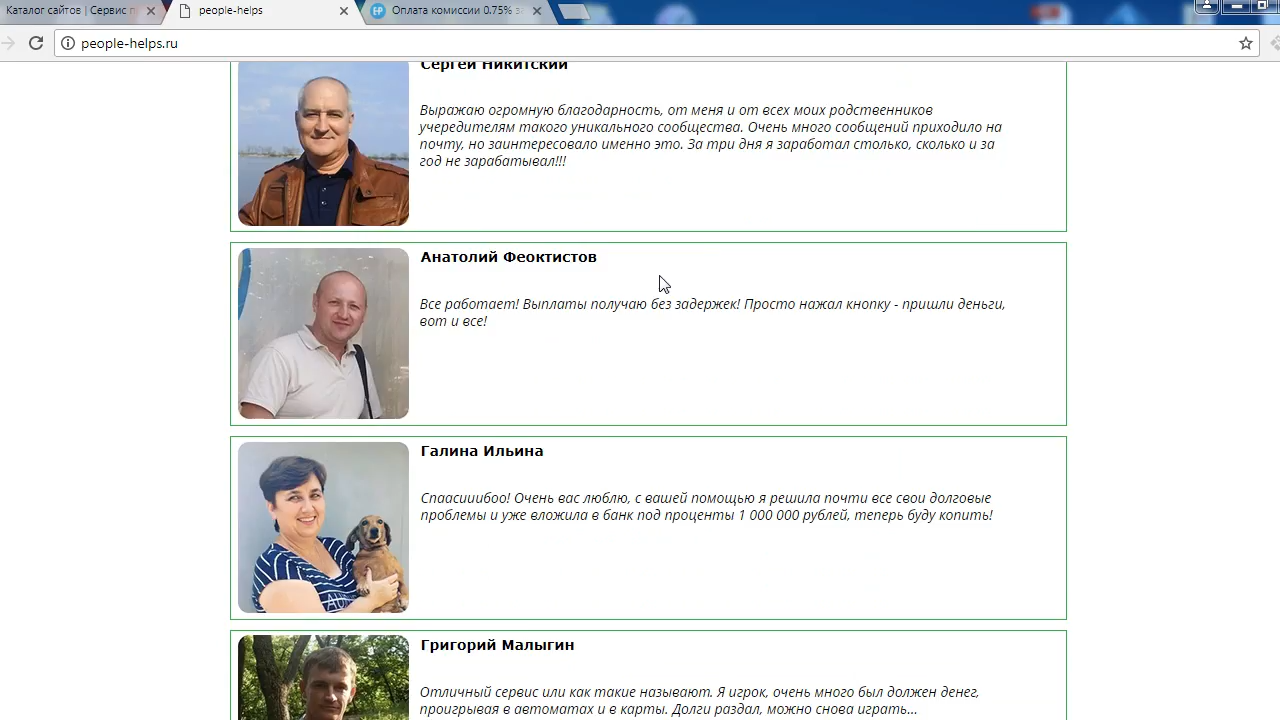 Каталог сайтов | Сервис п
people-helps
Оплата комиссии 0.75% за
people-helps.ru
Сергей Никитский
Выражаю огромную благодарность, от меня и от всех моих родственников
учередителям такого уникального сообщества. Очень много сообщений приходило на
почту, но заинтересовало именно это. За три дня я заработал столько, сколько и за
год не зарабатывал!!!
Анатолий Феоктистов
Все работает! Выплаты получаю без задержек! Просто нажал кнопку - пришли деньги,
вот и все!
Галина Ильина
Спаасииибоо! Очень вас люблю, с вашей помощью я решила почти все свои долговые
проблемы и уже вложила в банк под проценты 1 000 000 рублей, теперь буду копить!
Григорий Малыгин
Отличный сервис или как такие называют. Я игрок, очень много был должен денег,
проигрывая в автоматах и в карты. Долги раздал, можно снова играть...